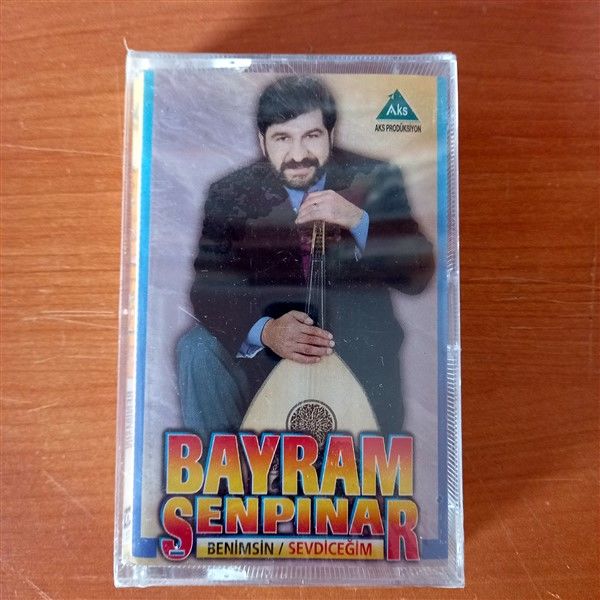 Aks
AKS PRODÜKSİYON
BAYRAM
ŞENPINAR
BENİMSİN / SEVDİCEĞİM